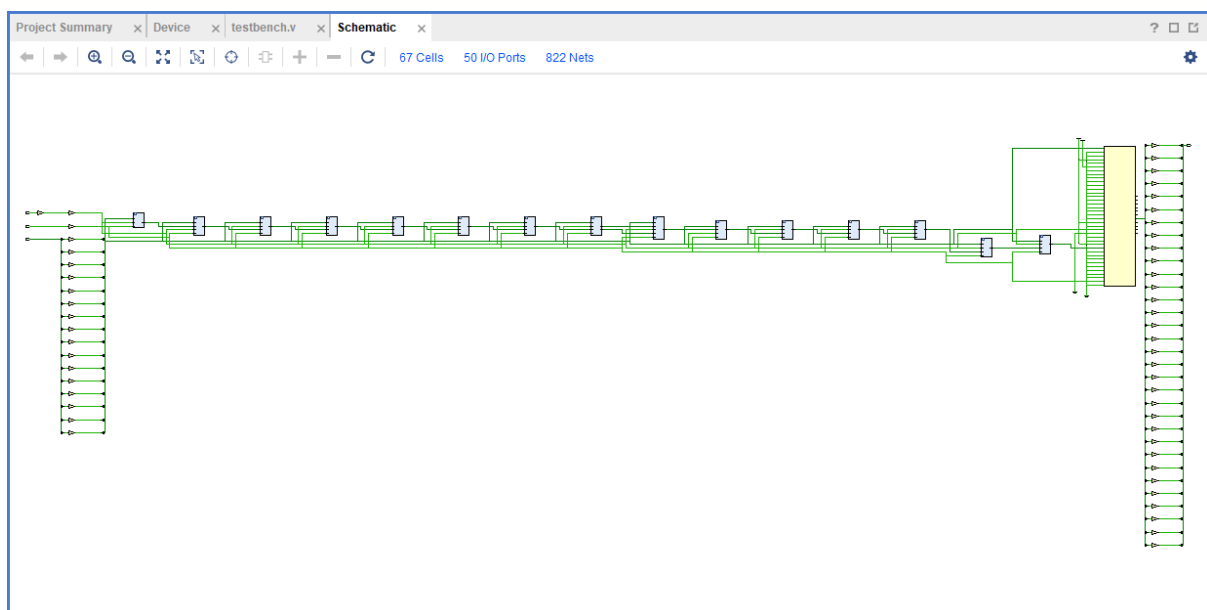 Project Summary × Device × testbench.v × Schematic × ?
67 Cells 50 I/O Ports 822 Nets